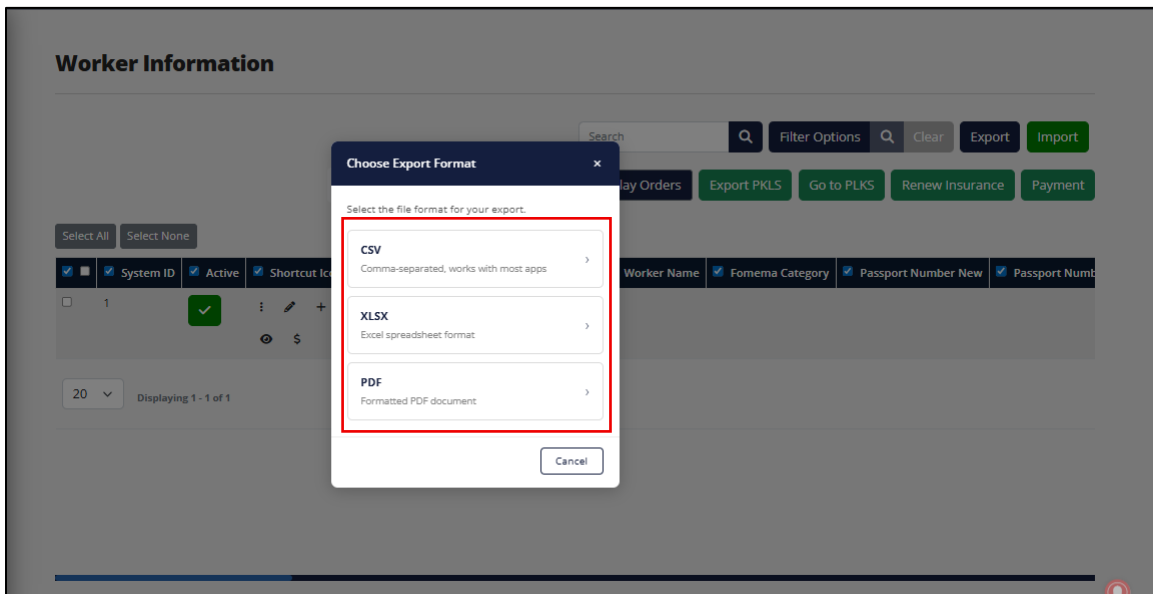 Worker Information
Search
Filter Options
Clear
Export
Import
Choose Export Format ×
lay Orders
Export PKLS
Go to PLKS
Renew Insurance
Payment
Select the file format for your export.
Select All
Select None
CSV
Comma-separated, works with most apps
System ID
Active
Shortcut Ico
Worker Name
Fomema Category
Passport Number New
Passport Numb
1
$
XLSX
Excel spreadsheet format
PDF
Formatted PDF document
20
Displaying 1 - 1 of 1
Cancel